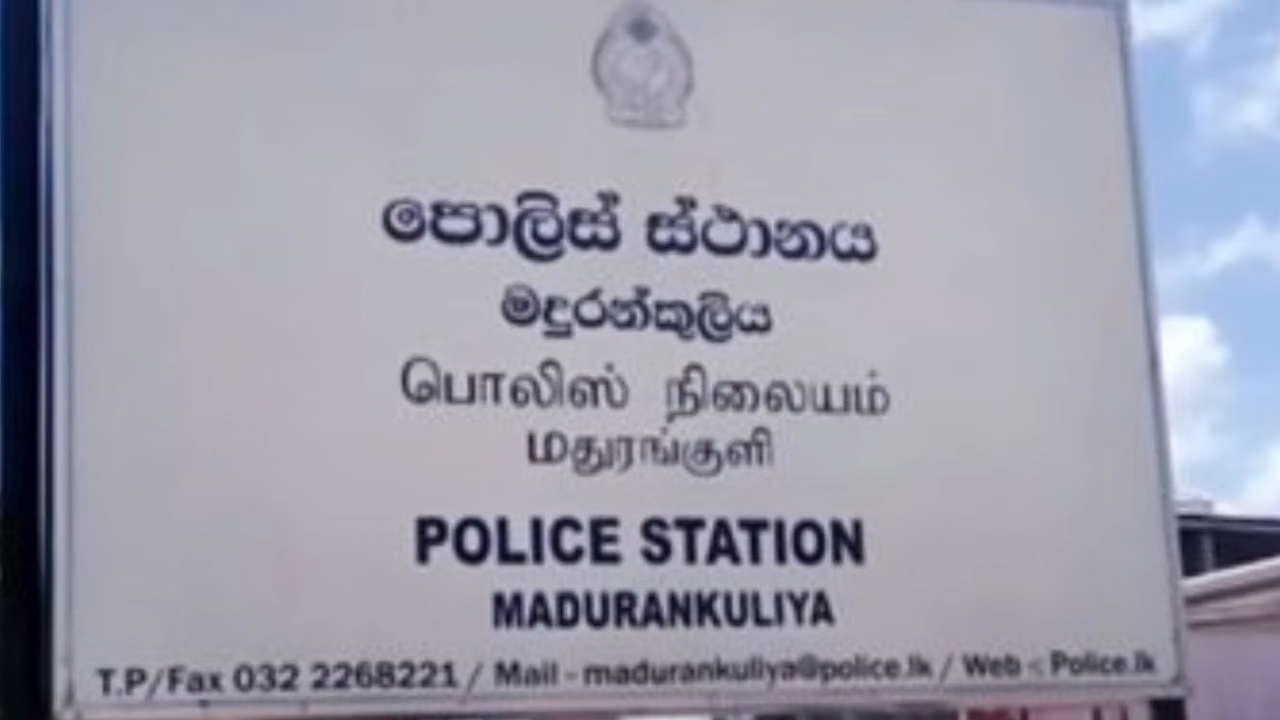 පොලිස් ස්ථානය
මදුරන්කුලිය
பொலிஸ் நிலையம்
மதுரங்குளி
POLICE STATION
MADURANKULIYA
T.P/Fax 032 2268221 / Mail - madurankuliya@police.lk / Web - Police.lk